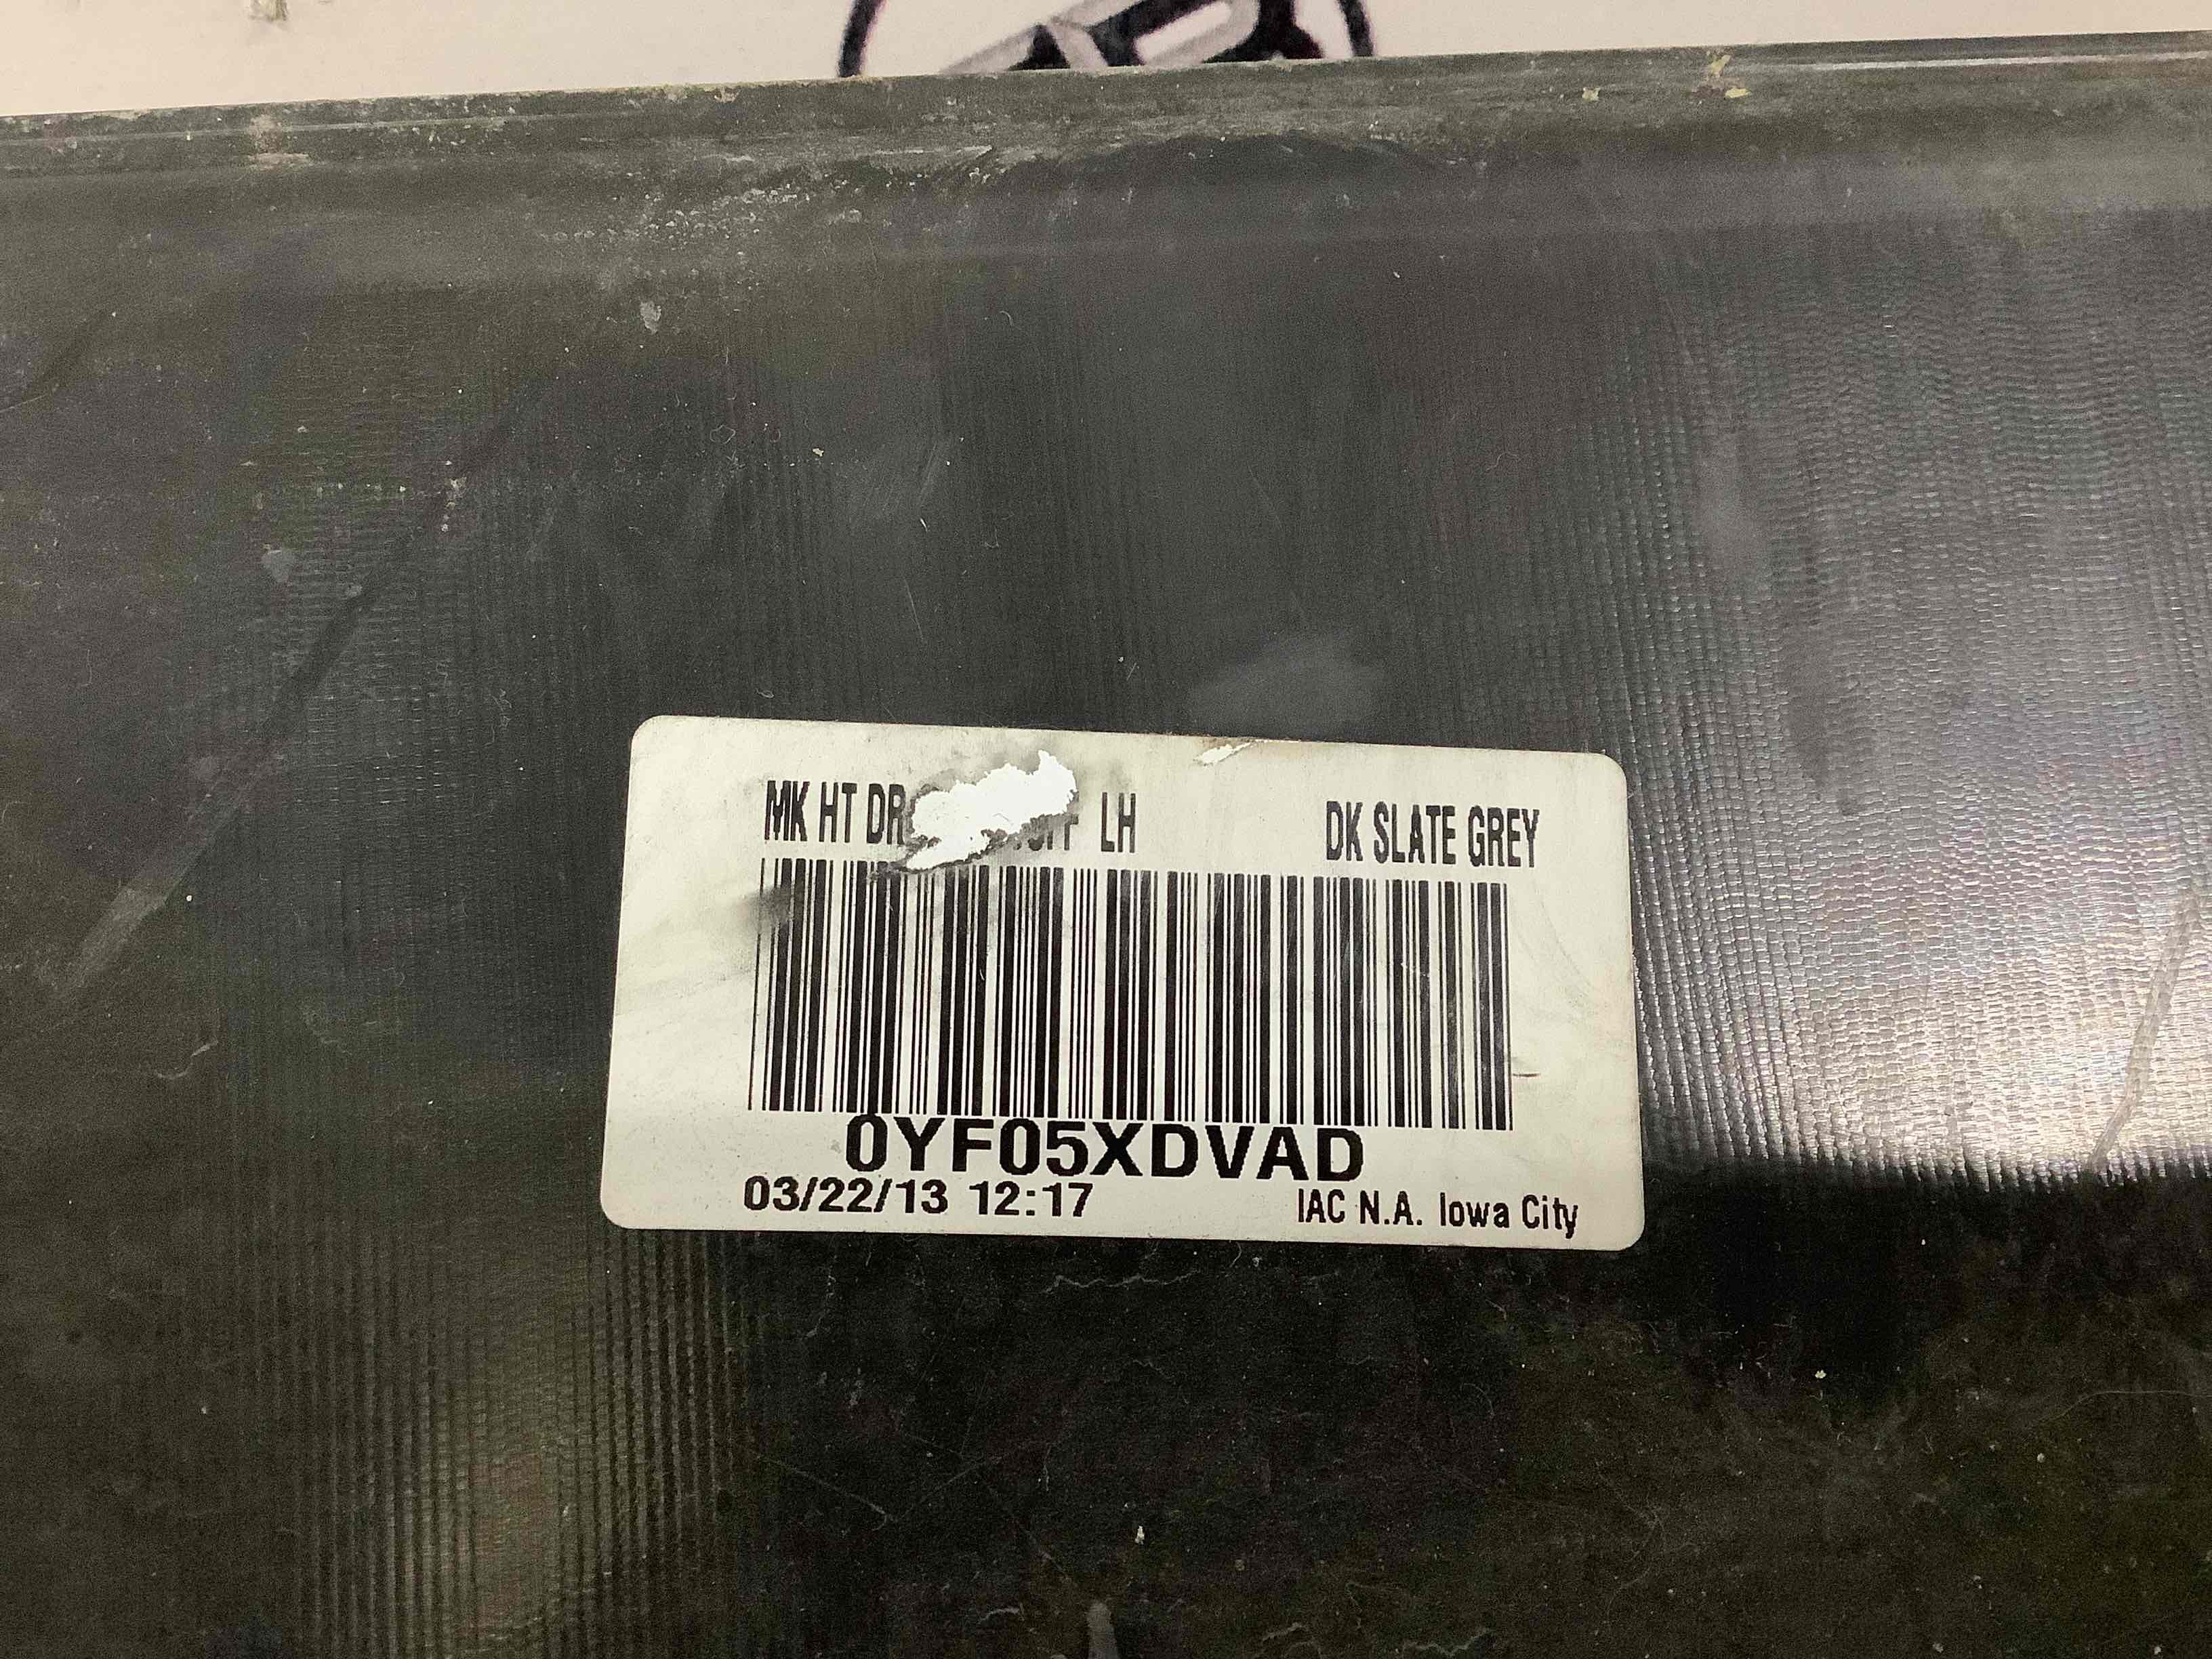 MK HT DR LH DK SLATE GREY
0YF05XDVAD
03/22/13 12:17 IAC N.A. Iowa City